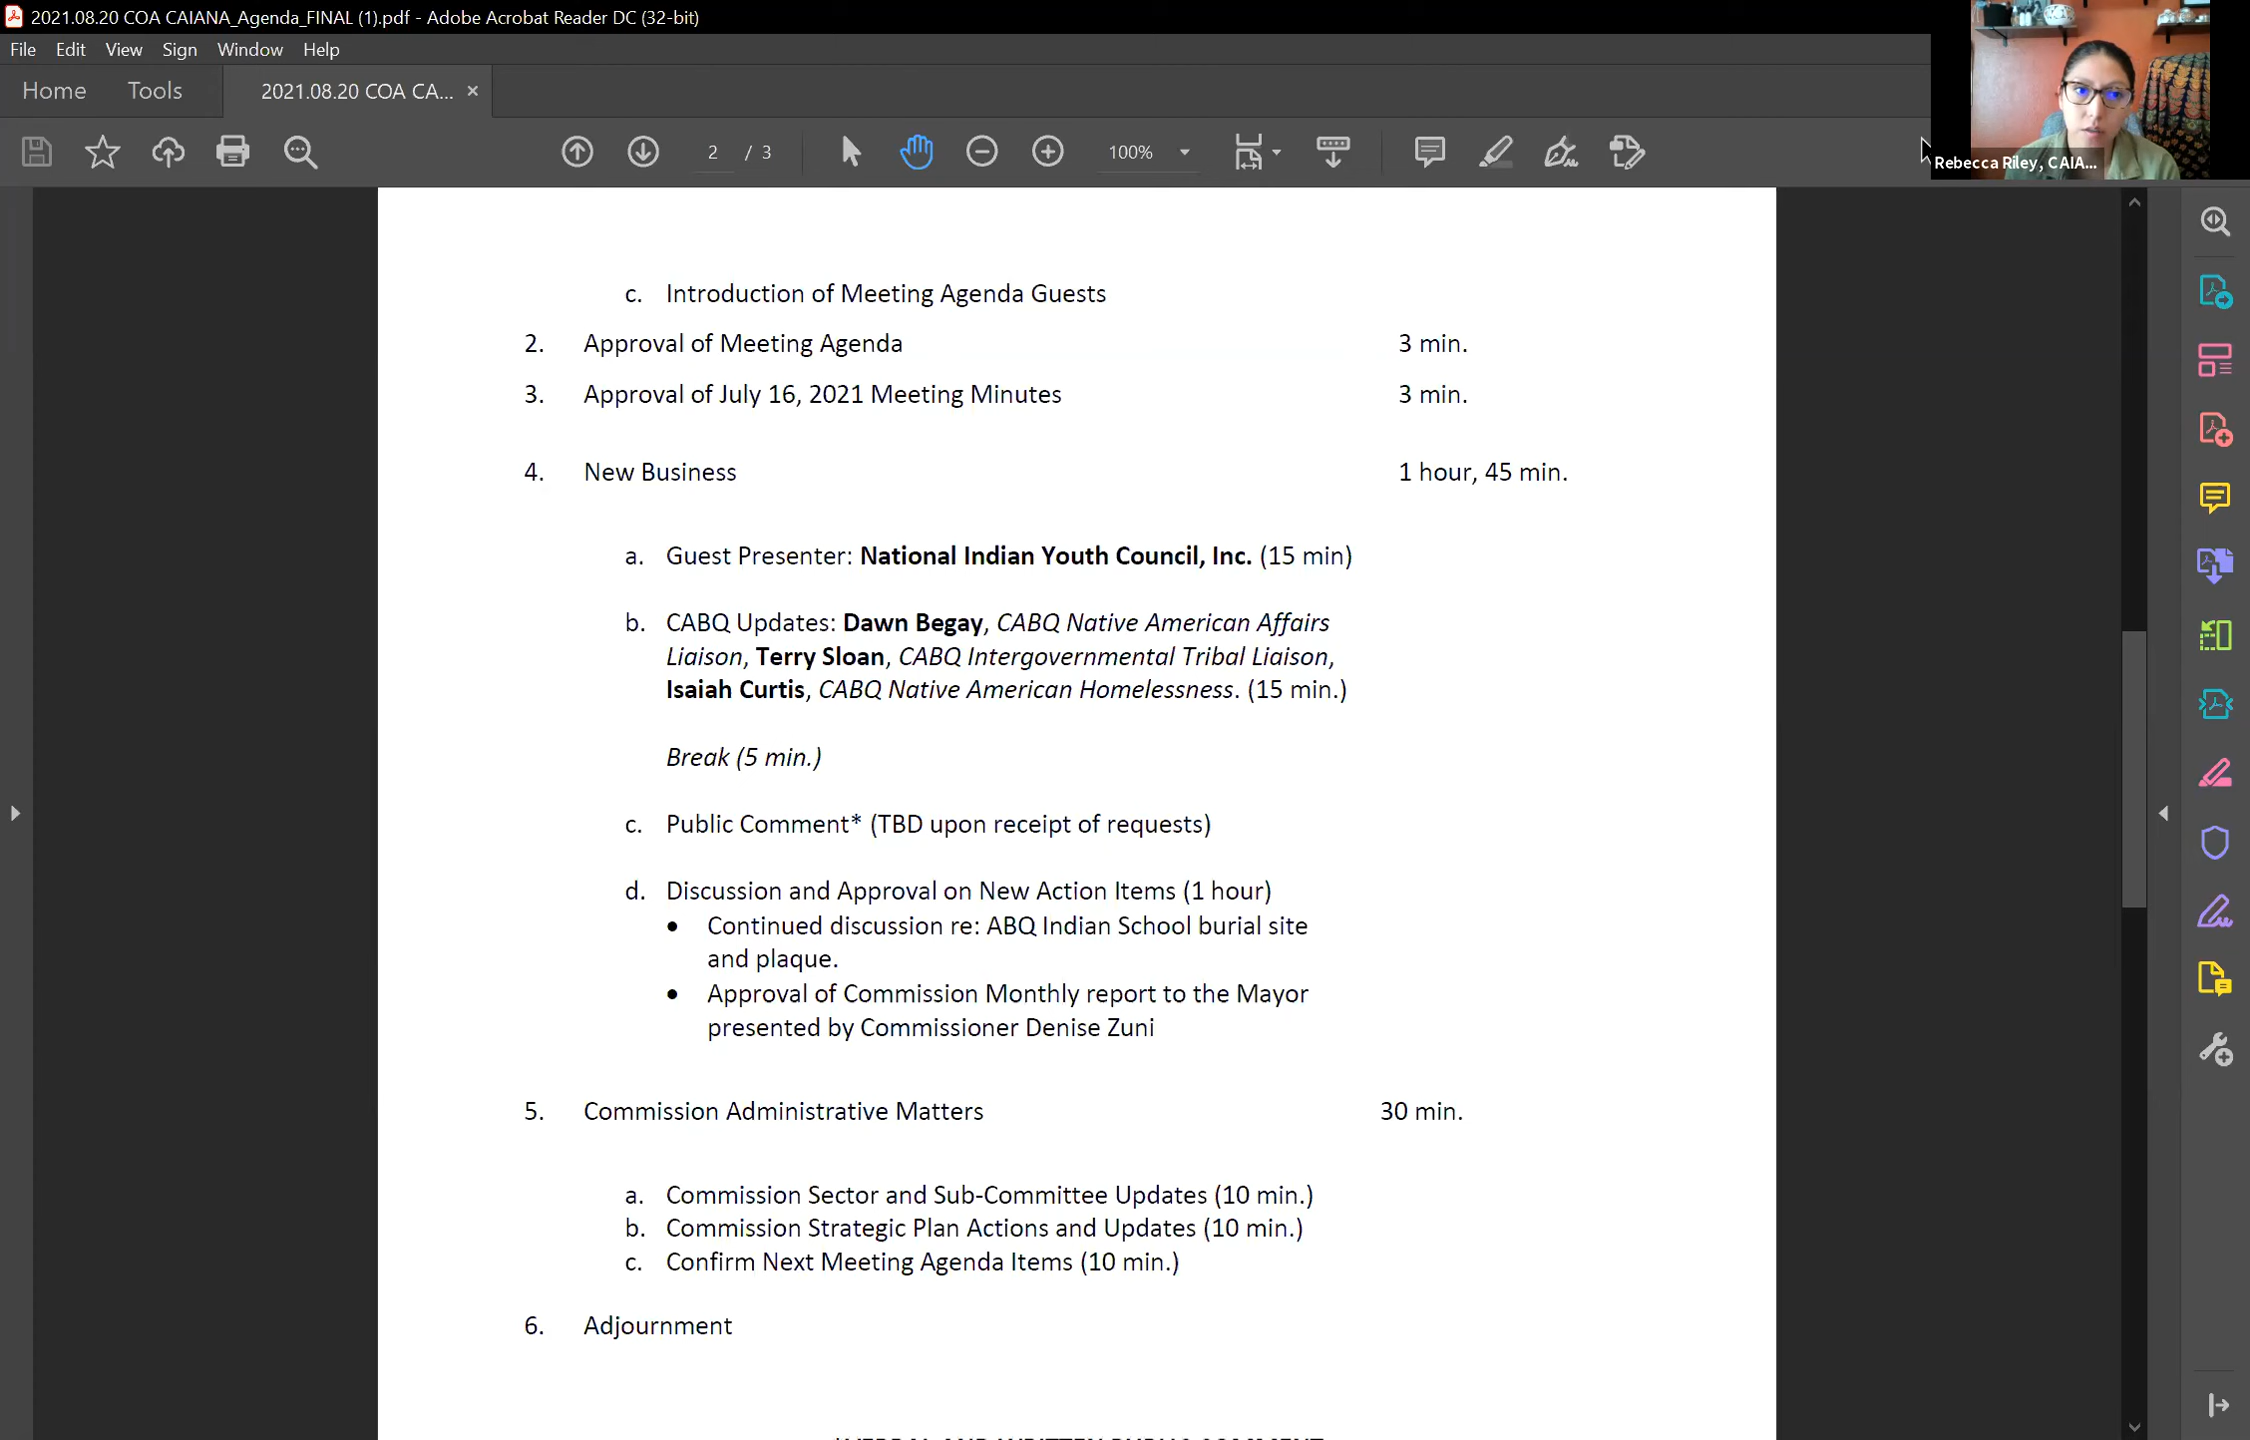 2021.08.20 COA CAIANA_Agenda_FINAL (1).pdf - Adobe Acrobat Reader DC (32-bit)
File Edit View Sign Window Help
Home Tools 2021.08.20 COA CA... ×
2 / 3 100%
Rebecca Riley, CAIA...
c. Introduction of Meeting Agenda Guests
2. Approval of Meeting Agenda 3 min.
3. Approval of July 16, 2021 Meeting Minutes 3 min.
4. New Business 1 hour, 45 min.
a. Guest Presenter: National Indian Youth Council, Inc. (15 min)
b. CABQ Updates: Dawn Begay, CABQ Native American Affairs
Liaison, Terry Sloan, CABQ Intergovernmental Tribal Liaison,
Isaiah Curtis, CABQ Native American Homelessness. (15 min.)
Break (5 min.)
c. Public Comment* (TBD upon receipt of requests)
d. Discussion and Approval on New Action Items (1 hour)
• Continued discussion re: ABQ Indian School burial site
and plaque.
• Approval of Commission Monthly report to the Mayor
presented by Commissioner Denise Zuni
5. Commission Administrative Matters 30 min.
a. Commission Sector and Sub-Committee Updates (10 min.)
b. Commission Strategic Plan Actions and Updates (10 min.)
c. Confirm Next Meeting Agenda Items (10 min.)
6. Adjournment